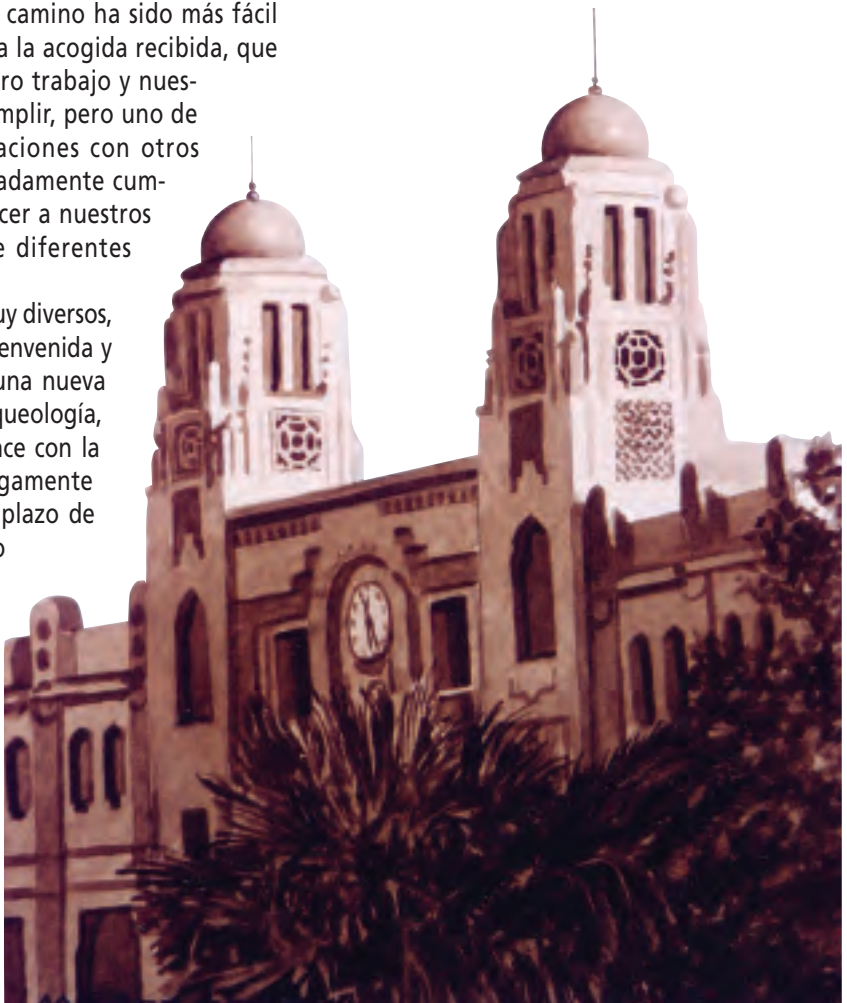 camino ha sido más fácil
a la acogida recibida, que
ro trabajo y nues-
mplir, pero uno de
aciones con otros
adamente cum-
cer a nuestros
e diferentes
uy diversos,
envenida y
una nueva
queología,
ce con la
gamente
plazo de
o